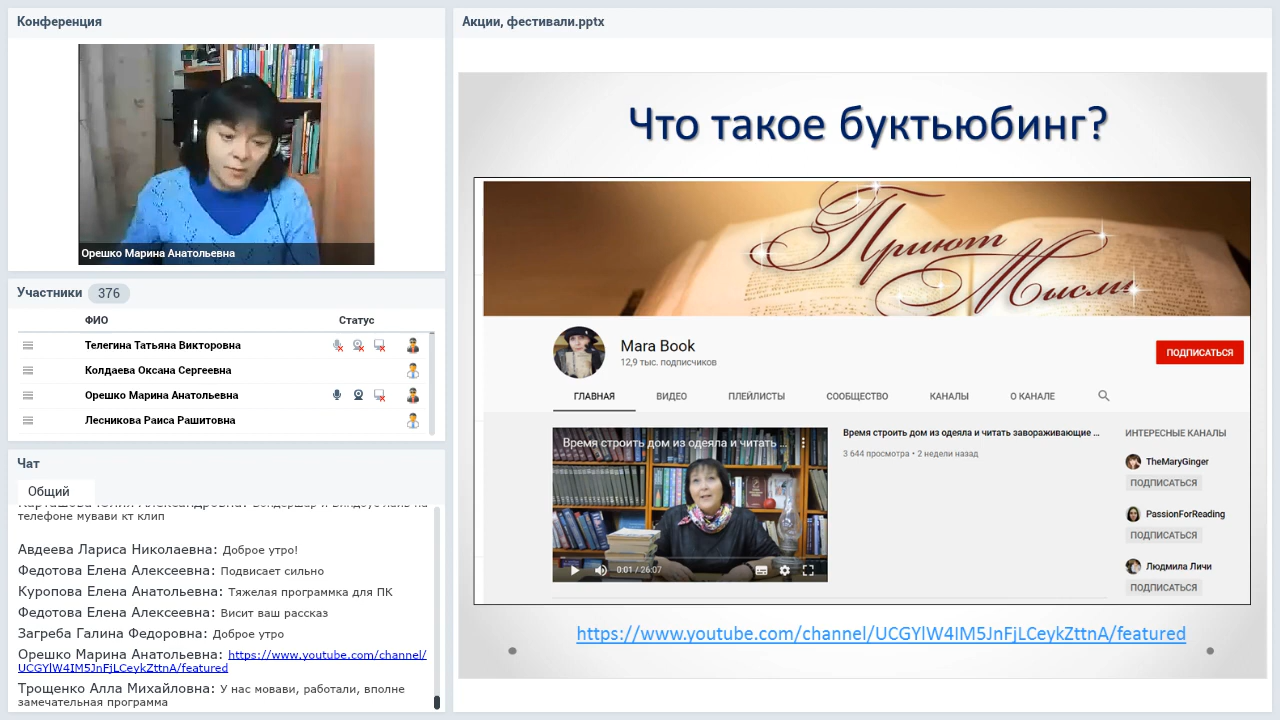 Конференция
Орешко Марина Анатольевна
Участники 376
ФИО Статус
Телегина Татьяна Викторовна
Колдаева Оксана Сергеевна
Орешко Марина Анатольевна
Лесникова Раиса Рашитовна
Чат
Общий
телефоне мувави кт клип
Авдеева Лариса Николаевна: Доброе утро!
Федотова Елена Алексеевна: Подвисает сильно
Куропова Елена Анатольевна: Тяжелая программка для ПК
Федотова Елена Алексеевна: Висит ваш рассказ
Загреба Галина Федоровна: Доброе утро
Орешко Марина Анатольевна: https://www.youtube.com/channel/
UCGYlW4IM5JnFjLCeykZttnA/featured
Трощенко Алла Михайловна: У нас мовави, работали, вполне
замечательная программа
Акции, фестивали.pptx
Что такое буктьюбинг?
Приют
Мысли
Mara Book
12,9 тыс. подписчиков
ПОДПИСАТЬСЯ
ГЛАВНАЯ ВИДЕО ПЛЕЙЛИСТЫ СООБЩЕСТВО КАНАЛЫ О КАНАЛЕ
Время строить дом из одеяла и читать ...
0:01 / 26:07
Время строить дом из одеяла и читать завораживающие ...
3 644 просмотра • 2 недели назад
ИНТЕРЕСНЫЕ КАНАЛЫ
TheMaryGinger
ПОДПИСАТЬСЯ
PassionForReading
ПОДПИСАТЬСЯ
Людмила Личи
ПОДПИСАТЬСЯ
https://www.youtube.com/channel/UCGYlW4IM5JnFjLCeykZttnA/featured